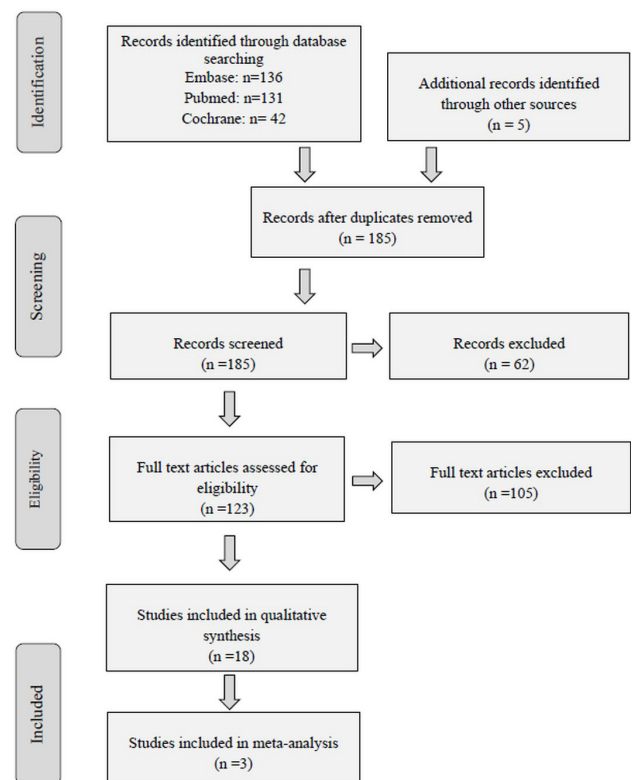 Identification
Records identified through database
searching
Embase: n=136
Pubmed: n=131
Cochrane: n= 42
Additional records identified
through other sources
(n = 5)
Records after duplicates removed
(n = 185)
Screening
Records screened
(n =185)
Records excluded
(n = 62)
Eligibility
Full text articles assessed for
eligibility
(n =123)
Full text articles excluded
(n =105)
Studies included in qualitative
synthesis
(n =18)
Included
Studies included in meta-analysis
(n =3)